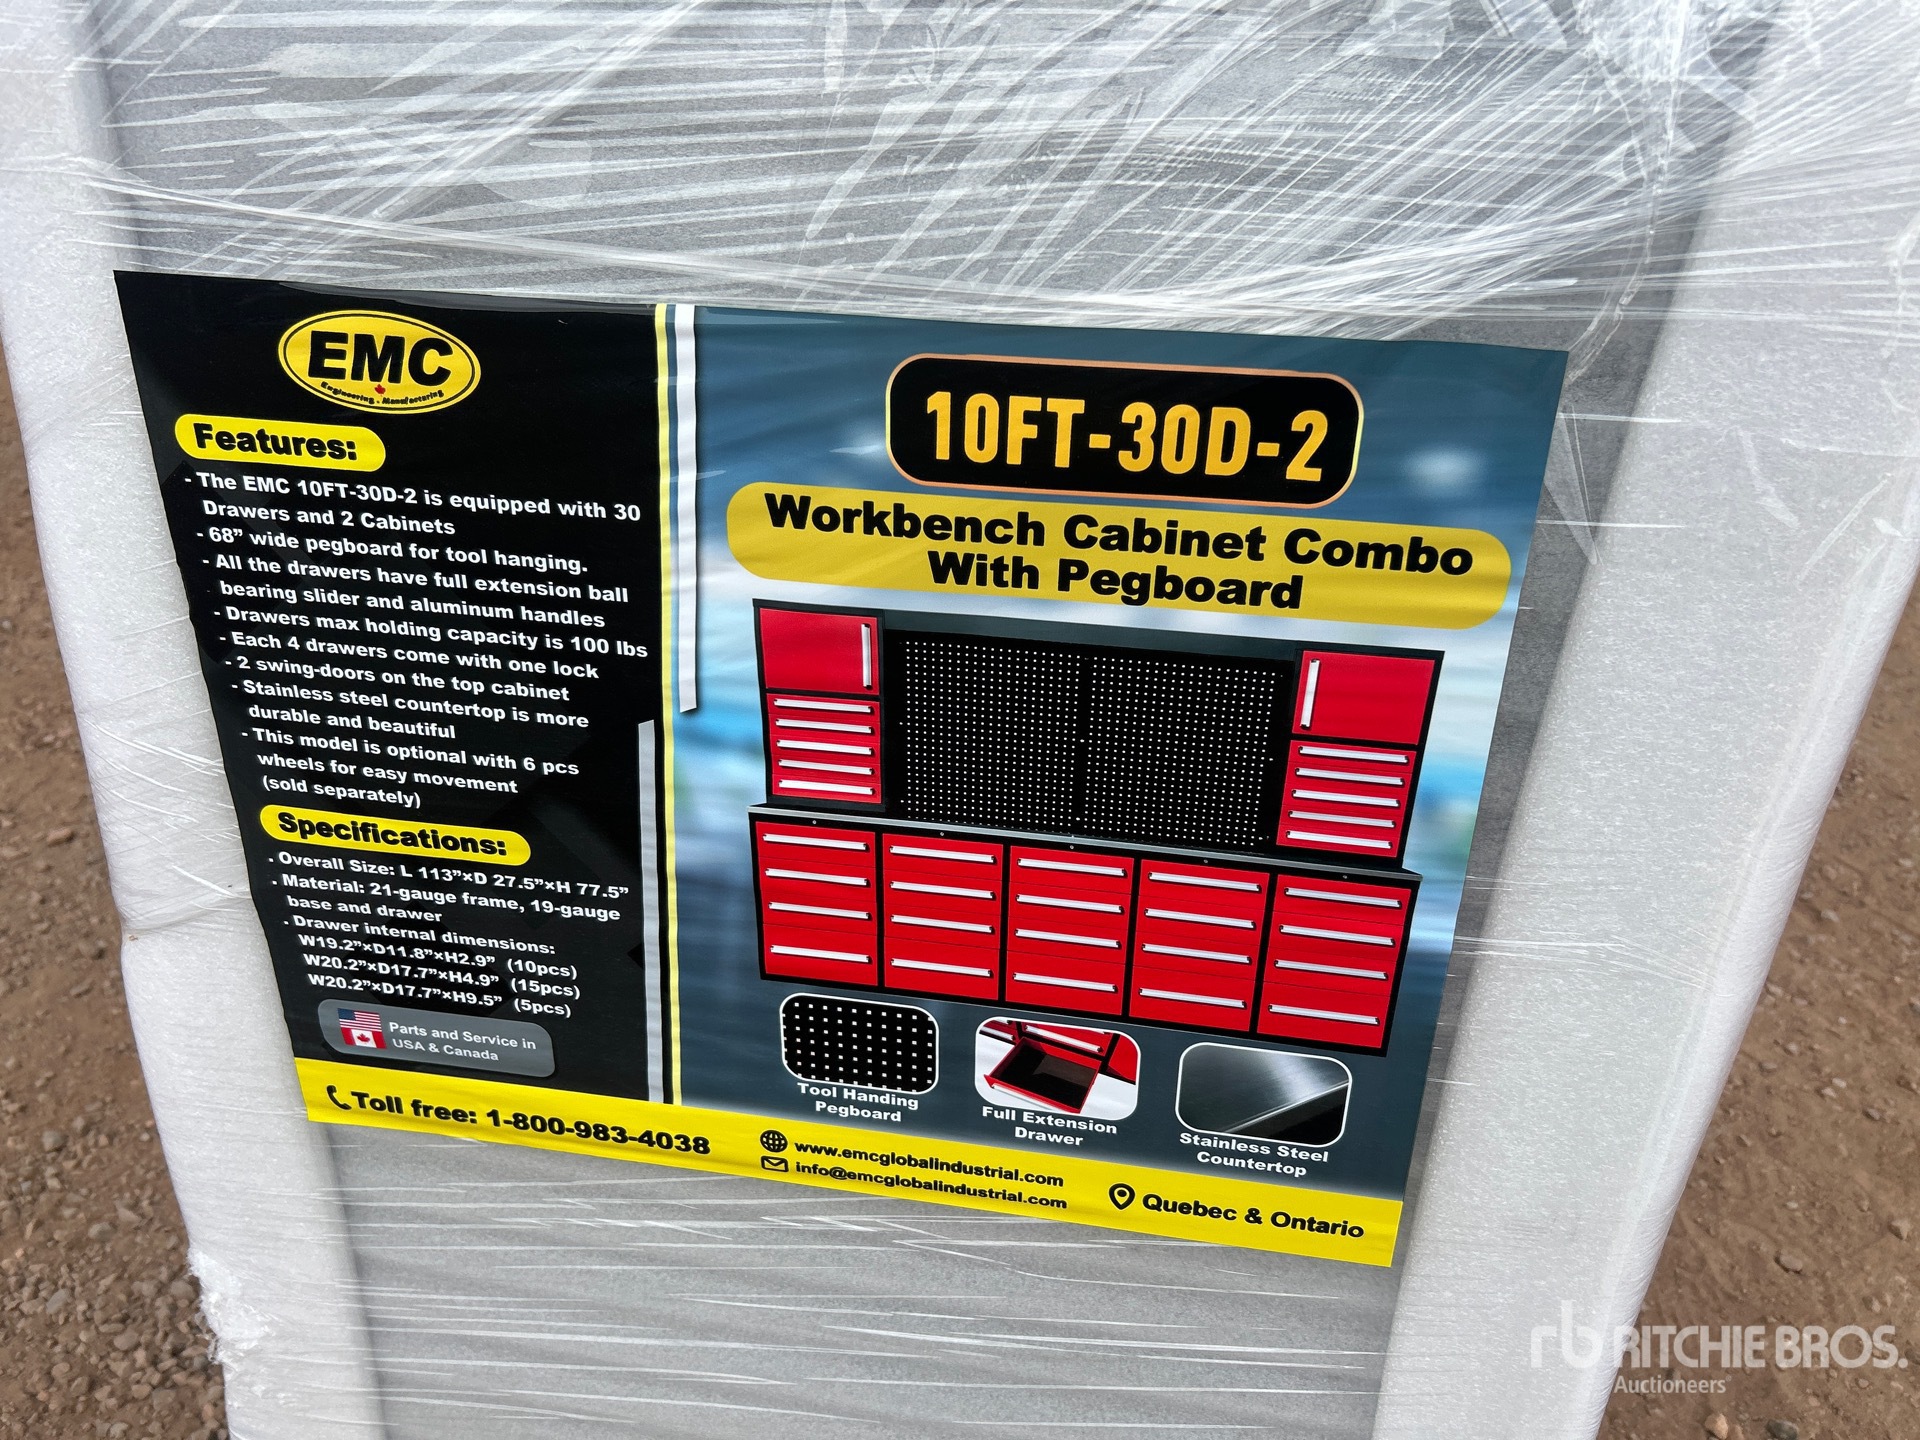 EMC
Engineering . Manufacturing
Features:
- The EMC 10FT-30D-2 is equipped with 30
Drawers and 2 Cabinets
- 68” wide pegboard for tool hanging.
- All the drawers have full extension ball
bearing slider and aluminum handles
- Drawers max holding capacity is 100 lbs
- Each 4 drawers come with one lock
- 2 swing-doors on the top cabinet
- Stainless steel countertop is more
durable and beautiful
- This model is optional with 6 pcs
wheels for easy movement
(sold separately)
Specifications:
. Overall Size: L 113”×D 27.5”×H 77.5”
. Material: 21-gauge frame, 19-gauge
base and drawer
. Drawer internal dimensions:
W19.2”×D11.8”×H2.9” (10pcs)
W20.2”×D17.7”×H4.9” (15pcs)
W20.2”×D17.7”×H9.5” (5pcs)
Parts and Service in
USA & Canada
10FT-30D-2
Workbench Cabinet Combo
With Pegboard
Tool Handing
Pegboard
Full Extension
Drawer
Stainless Steel
Countertop
Toll free: 1-800-983-4038
www.emcglobalindustrial.com
info@emcglobalindustrial.com
Quebec & Ontario
rb RITCHIE BROS.
Auctioneers